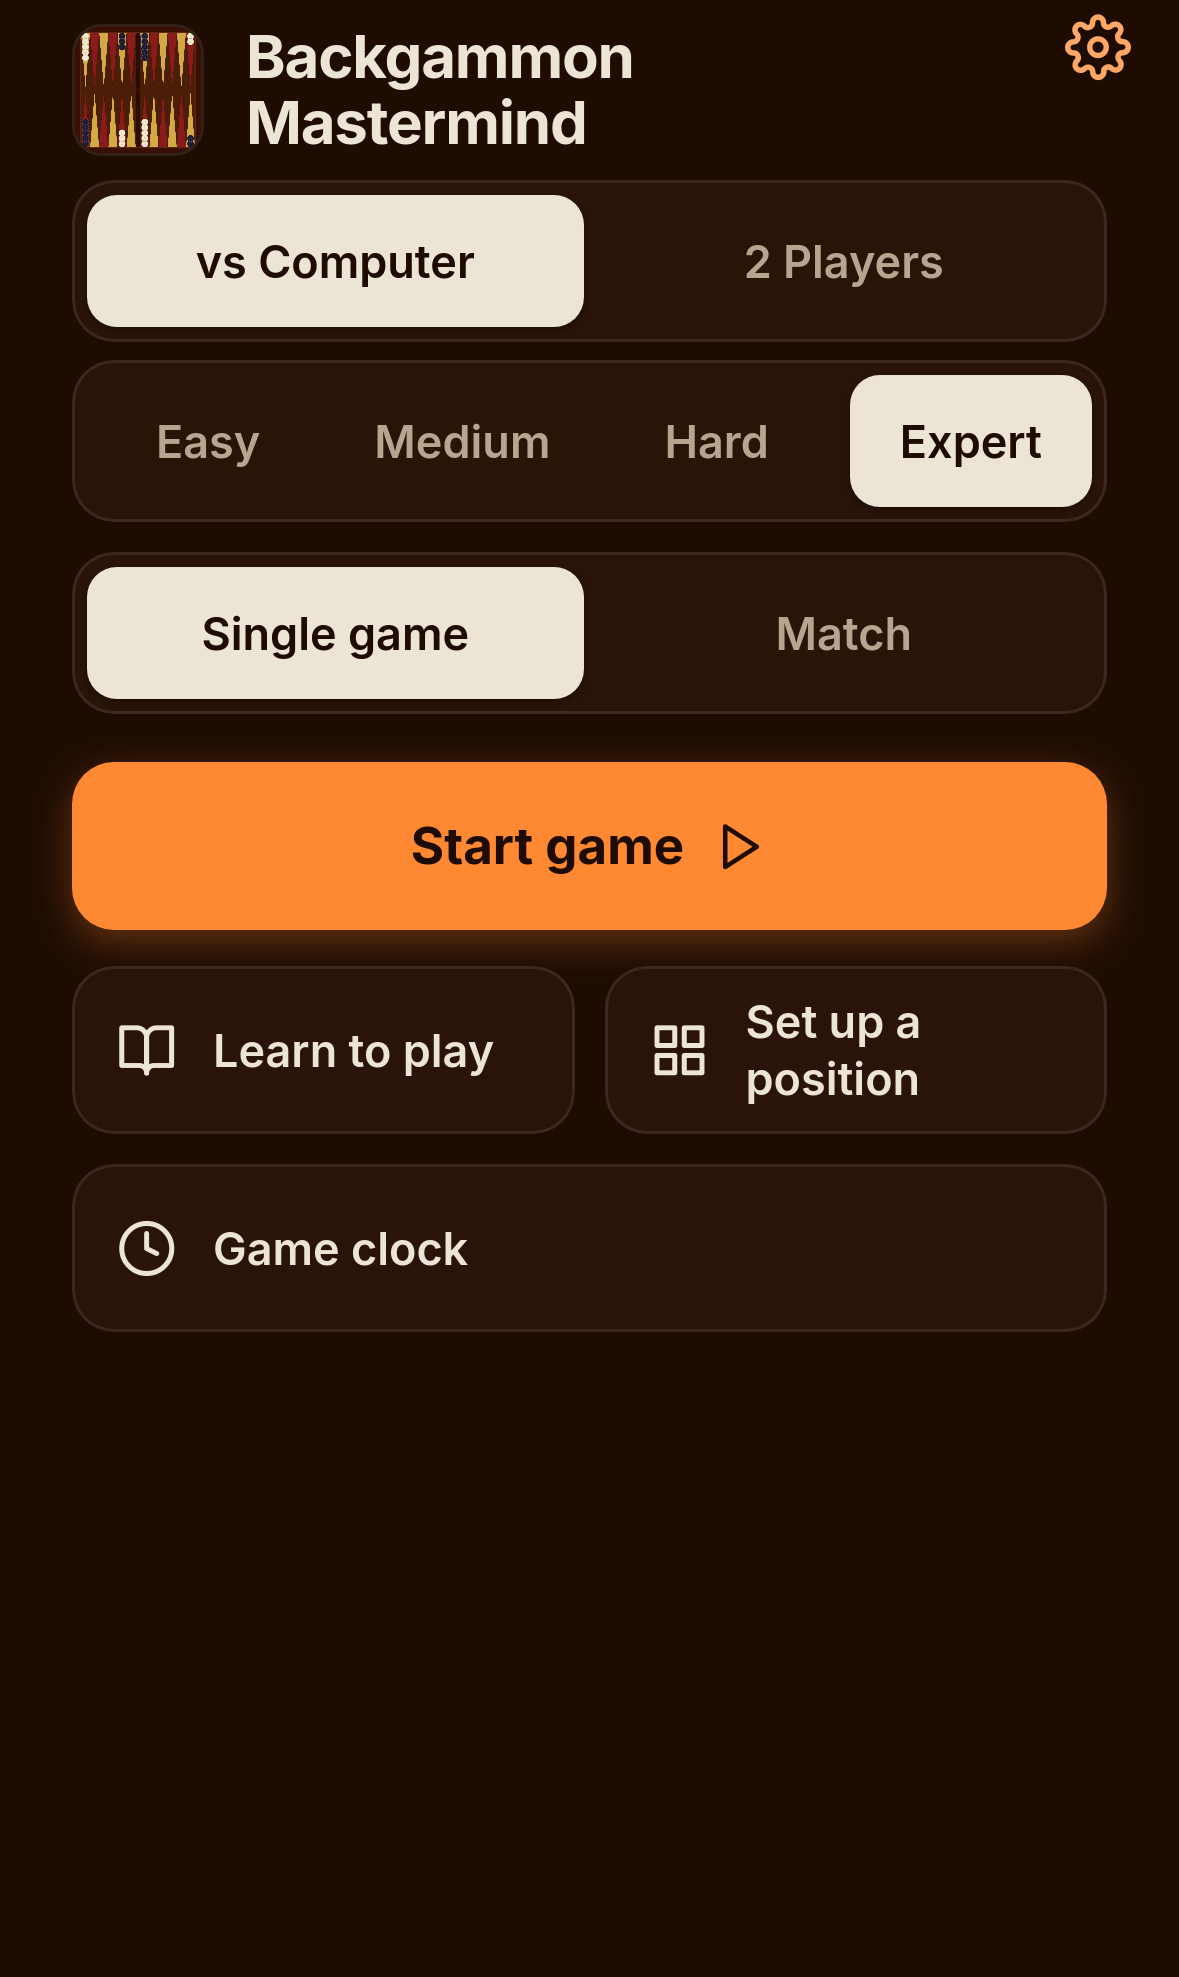 Backgammon
Mastermind
vs Computer
2 Players
Easy
Medium
Hard
Expert
Single game
Match
Start game
Learn to play
Set up a
position
Game clock